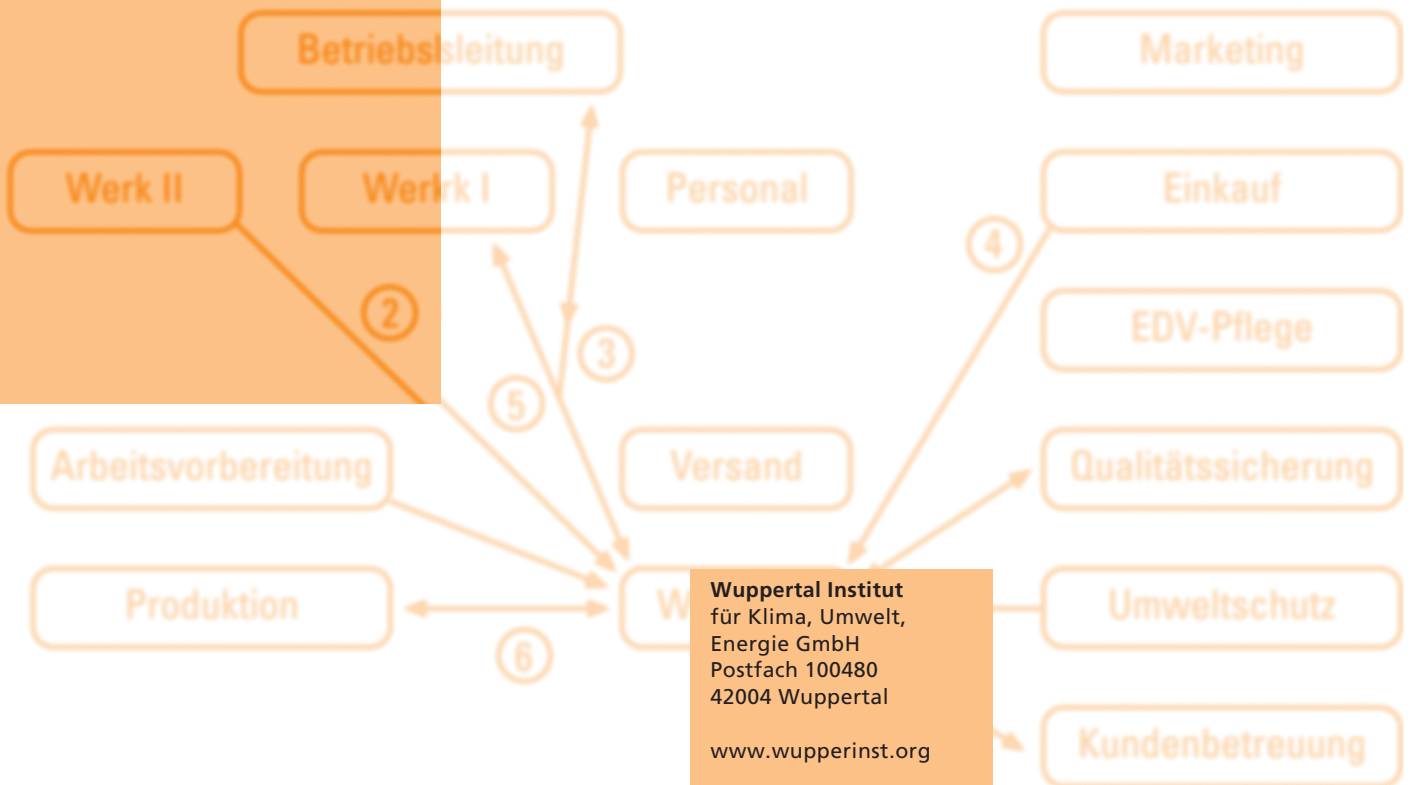 Betriebsleitung
Marketing
Werk II
Werk I
Personal
Einkauf
4
2
EDV-Pflege
3
5
Arbeitsvorbereitung
Versand
Qualitätssicherung
Produktion
Umweltschutz
6
Wuppertal Institut
für Klima, Umwelt,
Energie GmbH
Postfach 100480
42004 Wuppertal
www.wupperinst.org
Kundenbetreuung